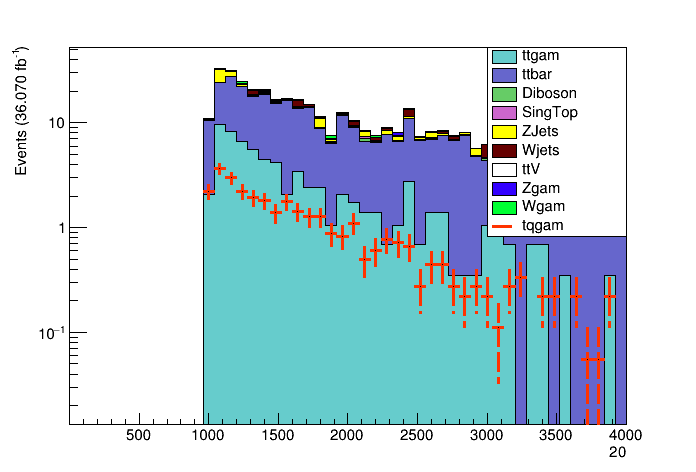 Events (36.070 fb⁻¹)
10
1
10⁻¹
ttgam
ttbar
Diboson
SingTop
ZJets
Wjets
ttV
Zgam
Wgam
tqgam
500 1000 1500 2000 2500 3000 3500 4000
20